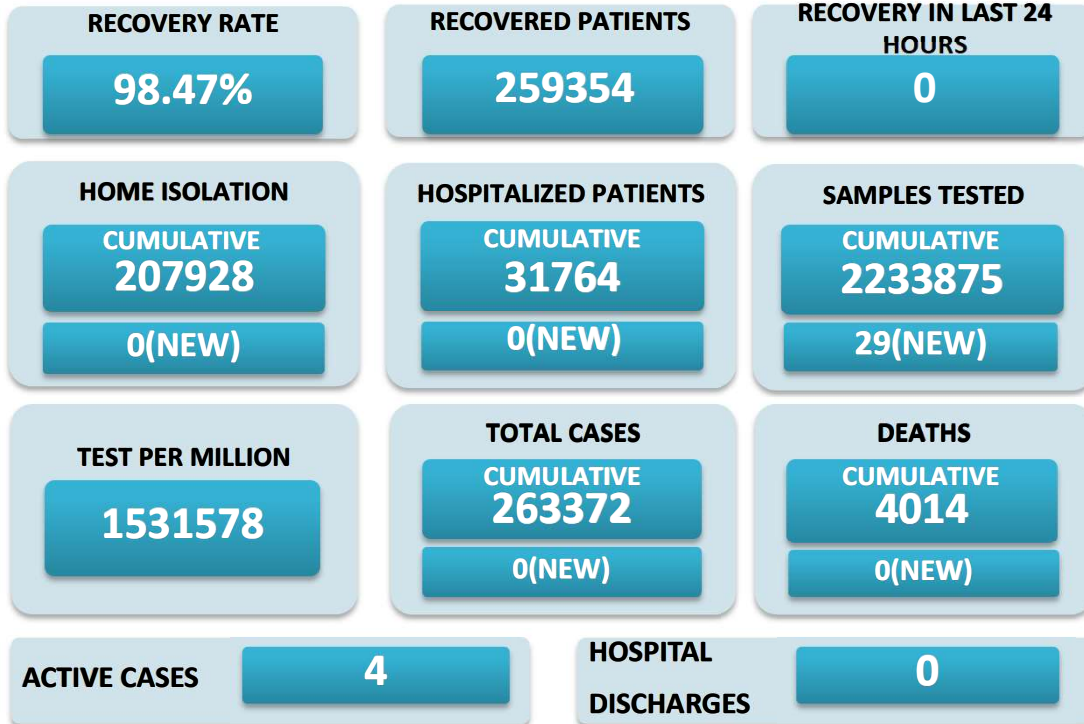 RECOVERY RATE
98.47%
RECOVERED PATIENTS
259354
RECOVERY IN LAST 24
HOURS
0
HOME ISOLATION
CUMULATIVE
207928
0(NEW)
HOSPITALIZED PATIENTS
CUMULATIVE
31764
0(NEW)
SAMPLES TESTED
CUMULATIVE
2233875
29(NEW)
TEST PER MILLION
1531578
TOTAL CASES
CUMULATIVE
263372
0(NEW)
DEATHS
CUMULATIVE
4014
0(NEW)
ACTIVE CASES
4
HOSPITAL
DISCHARGES
0